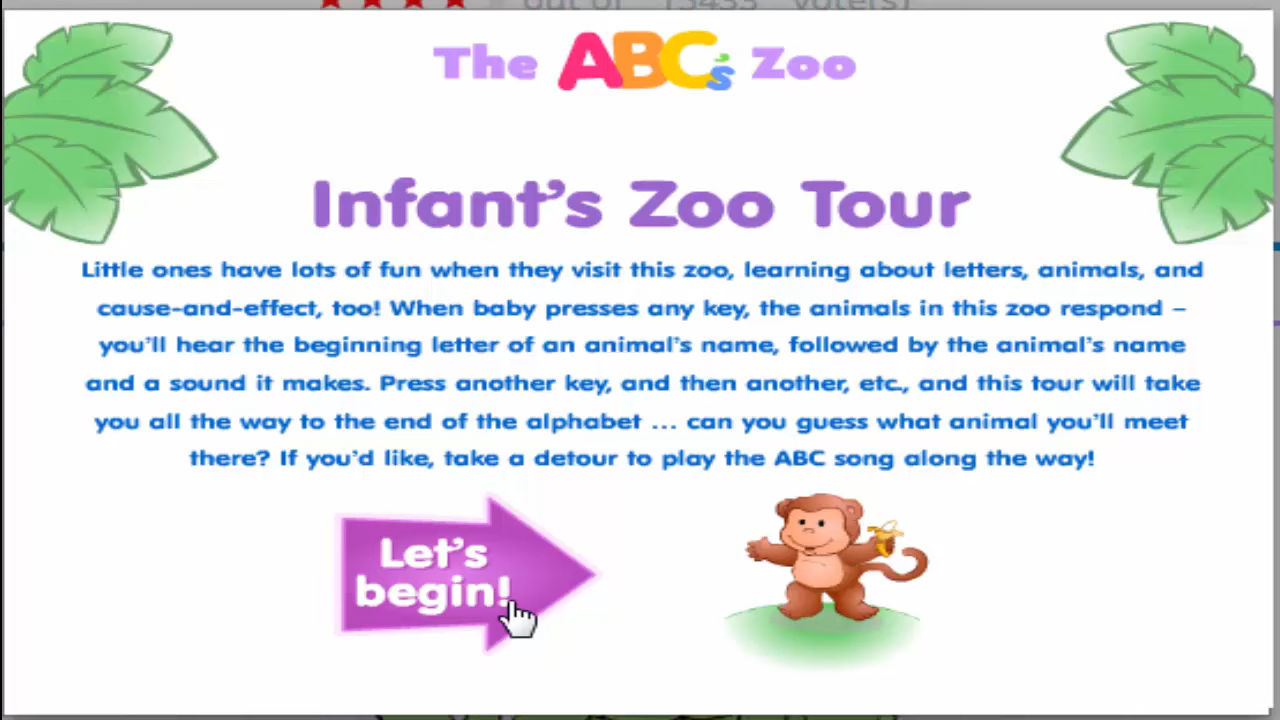 out of 13433 voters)
The ABC's Zoo
Infant's Zoo Tour
Little ones have lots of fun when they visit this zoo, learning about letters, animals, and
cause-and-effect, too! When baby presses any key, the animals in this zoo respond –
you'll hear the beginning letter of an animal's name, followed by the animal's name
and a sound it makes. Press another key, and then another, etc., and this tour will take
you all the way to the end of the alphabet ... can you guess what animal you'll meet
there? If you'd like, take a detour to play the ABC song along the way!
Let's
begin!